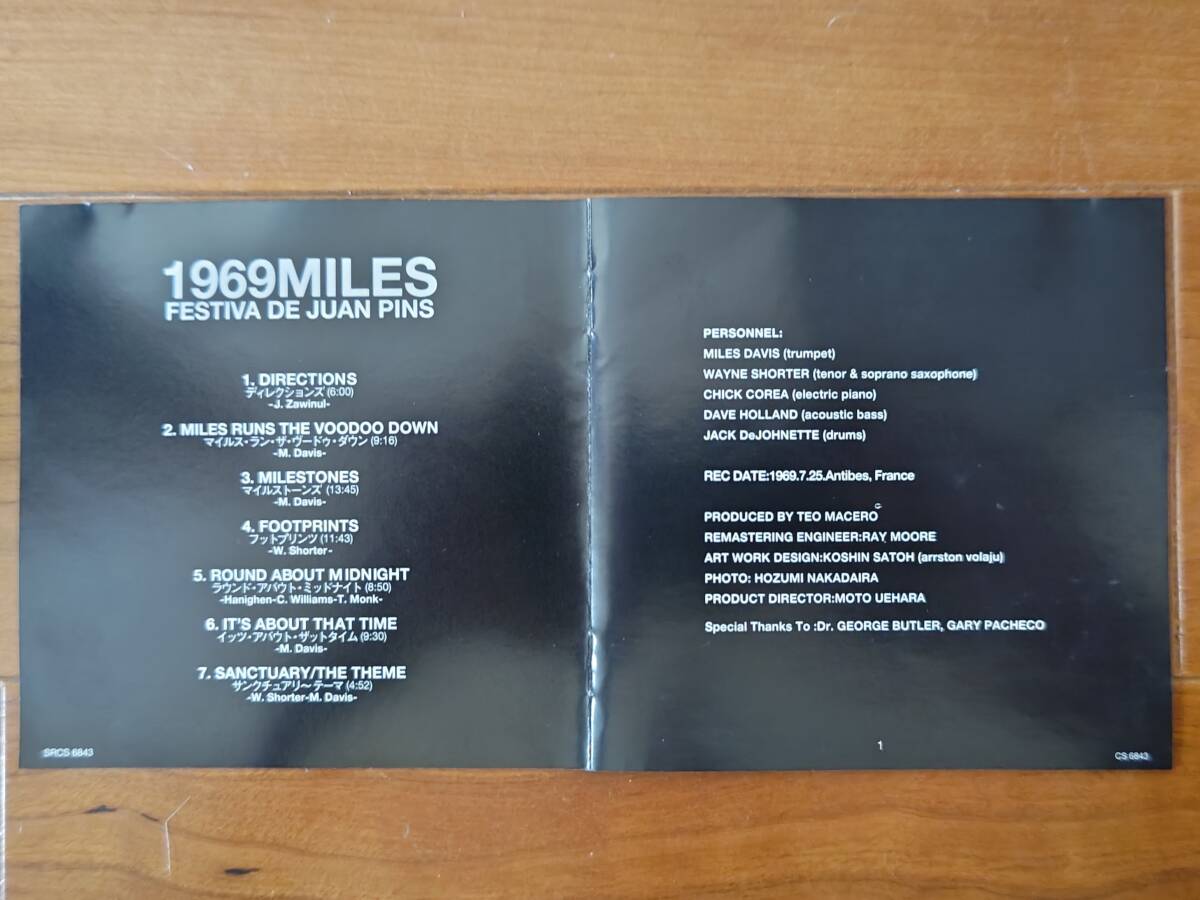 1969MILES
FESTIVA DE JUAN PINS
1. DIRECTIONS
ディレクションズ (6:00)
-J. Zawinul-
2. MILES RUNS THE VOODOO DOWN
マイルス・ラン・ザ・ヴードゥ・ダウン (9:16)
-M. Davis-
3. MILESTONES
マイルストーンズ (13:45)
-M. Davis-
4. FOOTPRINTS
フットプリンツ (11:43)
-W. Shorter-
5. ROUND ABOUT MIDNIGHT
ラウンド・アバウト・ミッドナイト (8:50)
-Hanighen-C. Williams-T. Monk-
6. IT'S ABOUT THAT TIME
イッツ・アバウト・ザットタイム (9:30)
-M. Davis-
7. SANCTUARY/THE THEME
サンクチュアリ〜テーマ (4:52)
-W. Shorter-M. Davis-
SRCS 6843
PERSONNEL:
MILES DAVIS (trumpet)
WAYNE SHORTER (tenor & soprano saxophone)
CHICK COREA (electric piano)
DAVE HOLLAND (acoustic bass)
JACK DeJOHNETTE (drums)
REC DATE:1969.7.25.Antibes, France
PRODUCED BY TEO MACERO
REMASTERING ENGINEER:RAY MOORE
ART WORK DESIGN:KOSHIN SATOH (arrston volaju)
PHOTO: HOZUMI NAKADAIRA
PRODUCT DIRECTOR:MOTO UEHARA
Special Thanks To :Dr. GEORGE BUTLER, GARY PACHECO
1
CS 6843